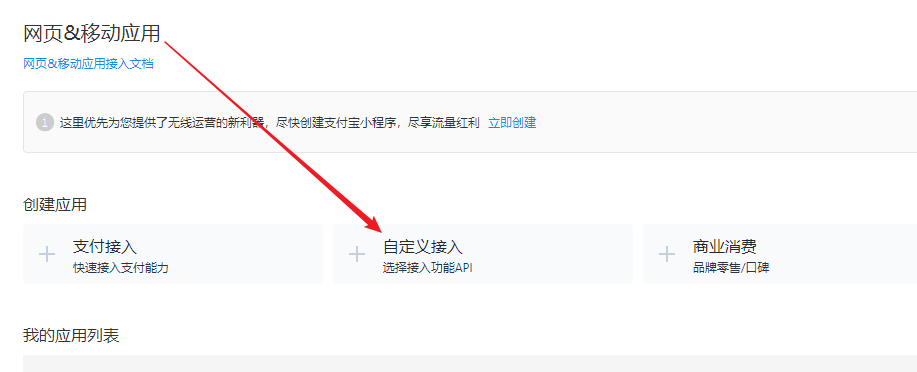 网页&移动应用
网页&移动应用接入文档
1 这里优先为您提供了无线运营的新利器，尽快创建支付宝小程序，尽享流量红利 立即创建
创建应用
支付接入
快速接入支付能力
自定义接入
选择接入功能API
商业消费
品牌零售/口碑
我的应用列表